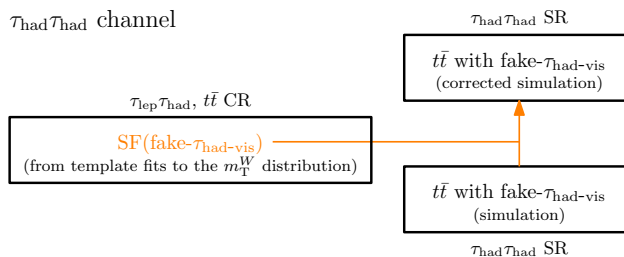 τhadτhad channel
τhadτhad SR
tt̄ with fake-τhad-vis
(corrected simulation)
τlepτhad, tt̄ CR
SF(fake-τhad-vis)
(from template fits to the m_T^W distribution)
tt̄ with fake-τhad-vis
(simulation)
τhadτhad SR